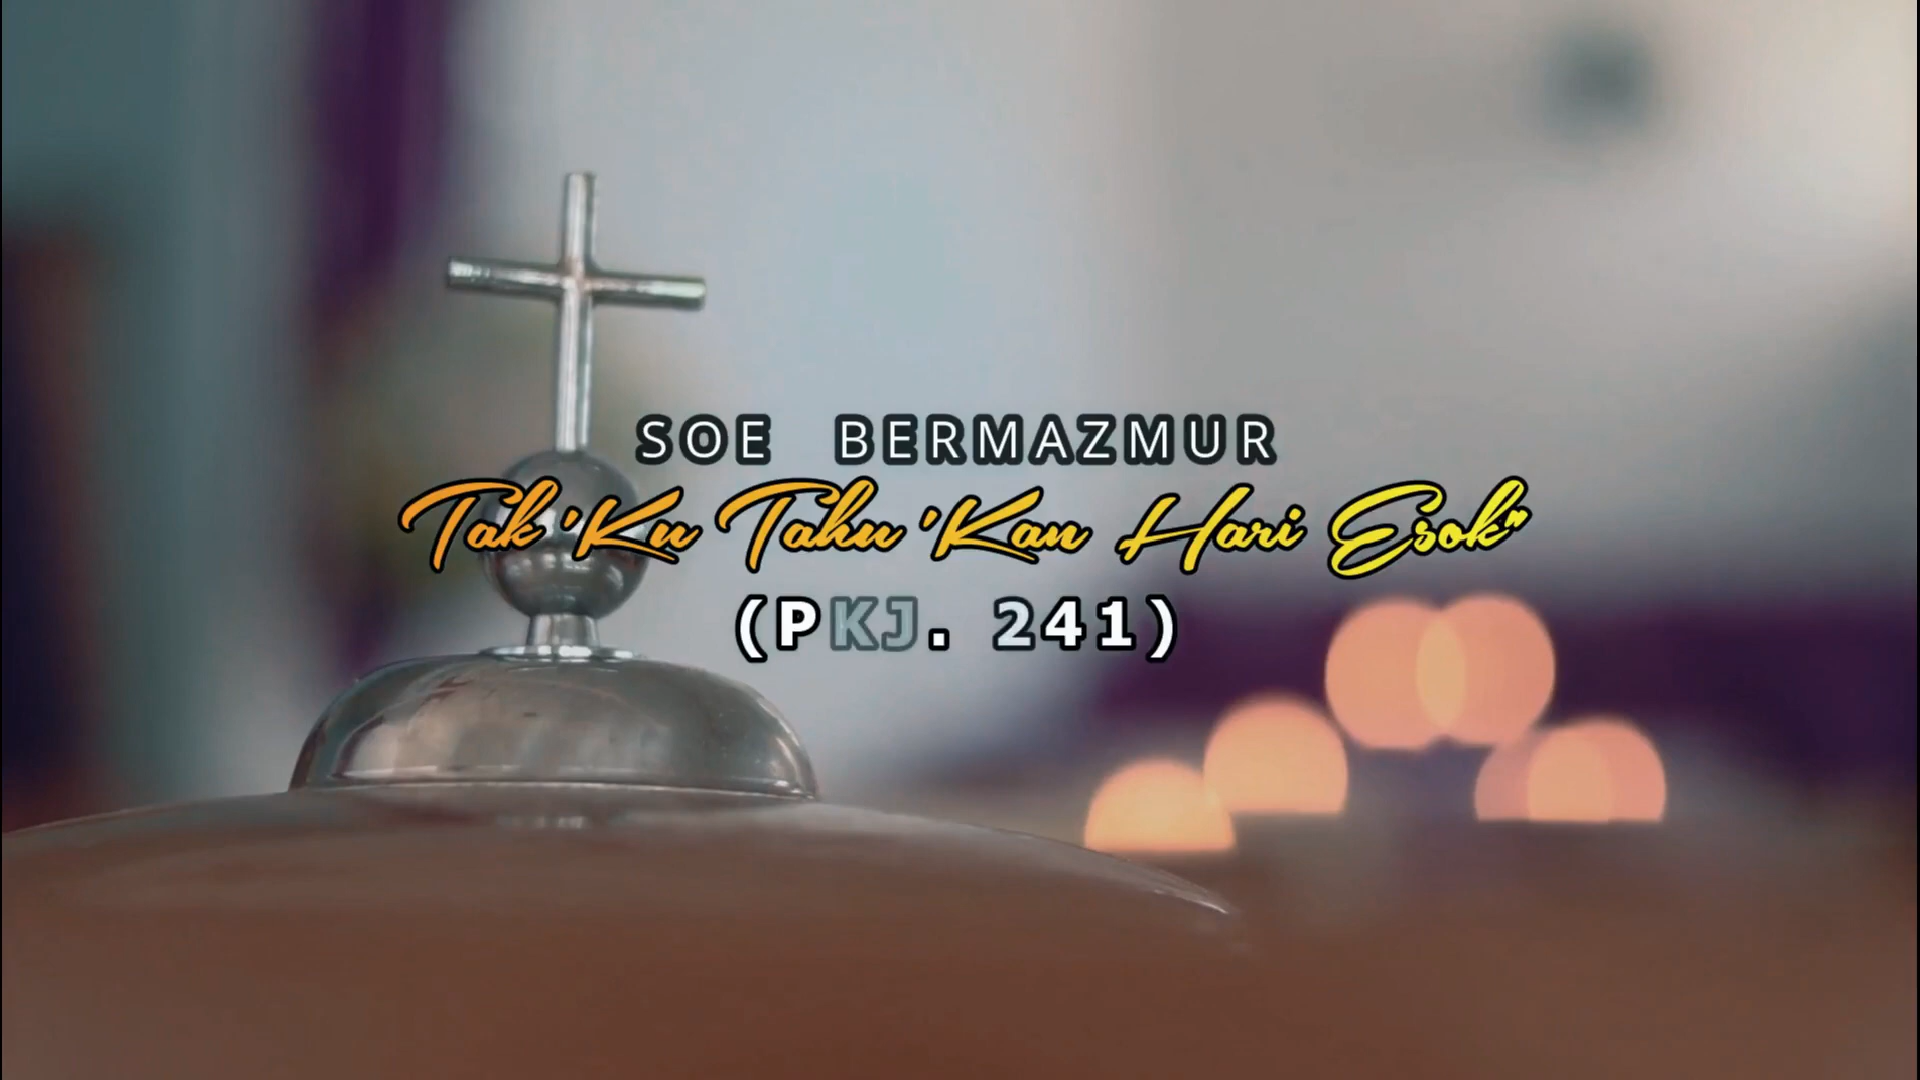 SOE BERMAZMUR
Tak 'Ku Tahu 'Kan Hari Esok"
(PKJ. 241)